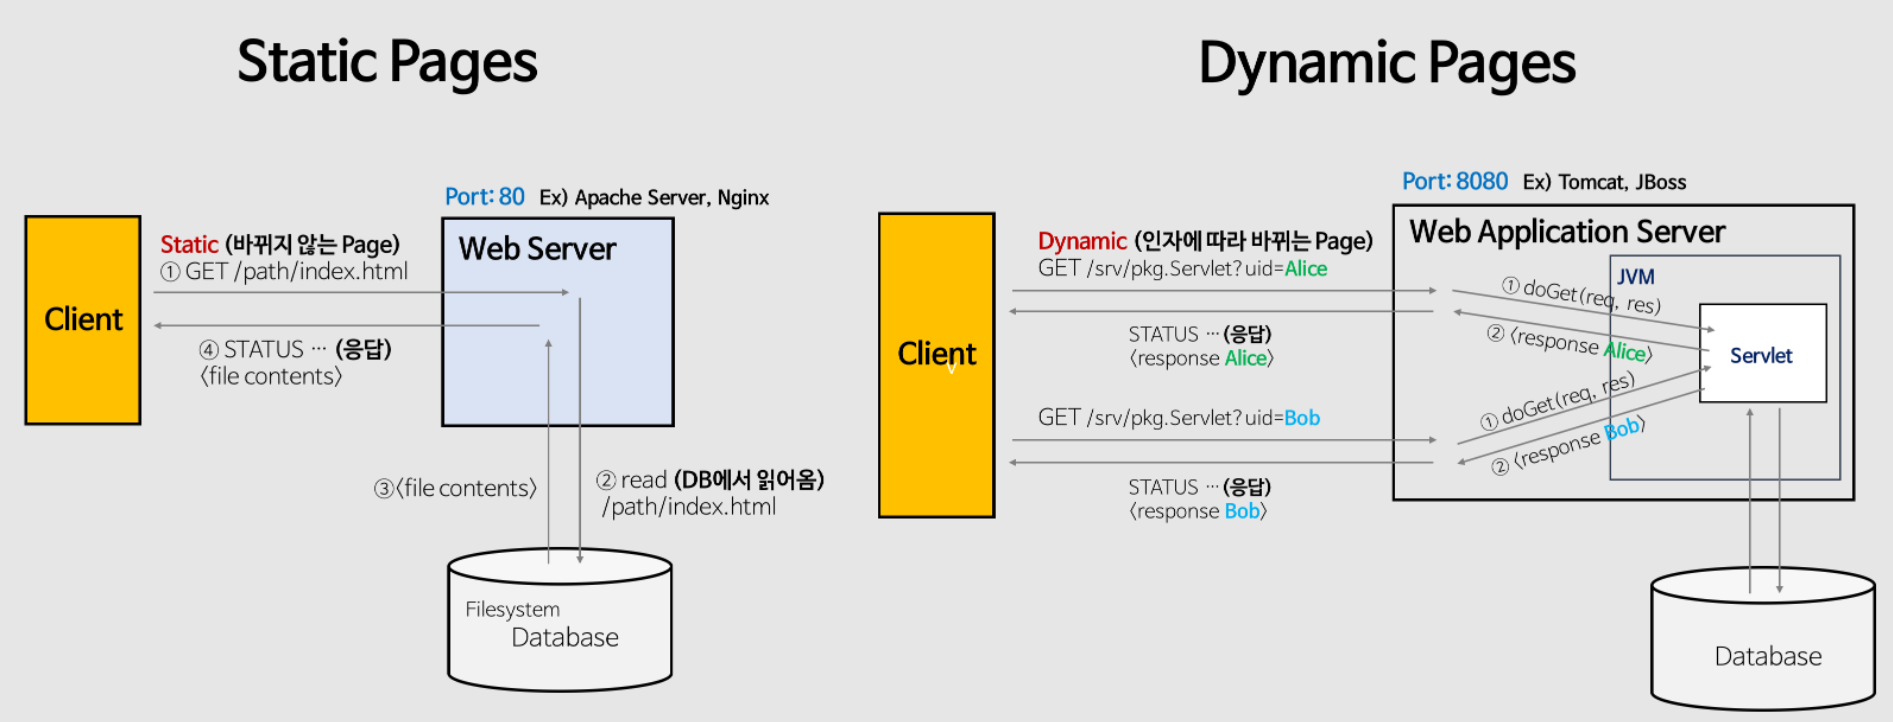 Static Pages
Port: 80 Ex) Apache Server, Nginx
Static (바뀌지 않는 Page)
① GET /path/index.html
Web Server
Client
④ STATUS ··· (응답)
〈file contents〉
③〈file contents〉
② read (DB에서 읽어옴)
/path/index.html
Filesystem
Database
Dynamic Pages
Port: 8080 Ex) Tomcat, JBoss
Dynamic (인자에 따라 바뀌는 Page)
GET /srv/pkg.Servlet? uid=Alice
Web Application Server
JVM
① doGet(req, res)
② 〈response Alice〉
Servlet
STATUS ··· (응답)
〈response Alice〉
Client
v
GET /srv/pkg.Servlet? uid=Bob
① doGet(req, res)
② 〈response Bob〉
STATUS ··· (응답)
〈response Bob〉
Database